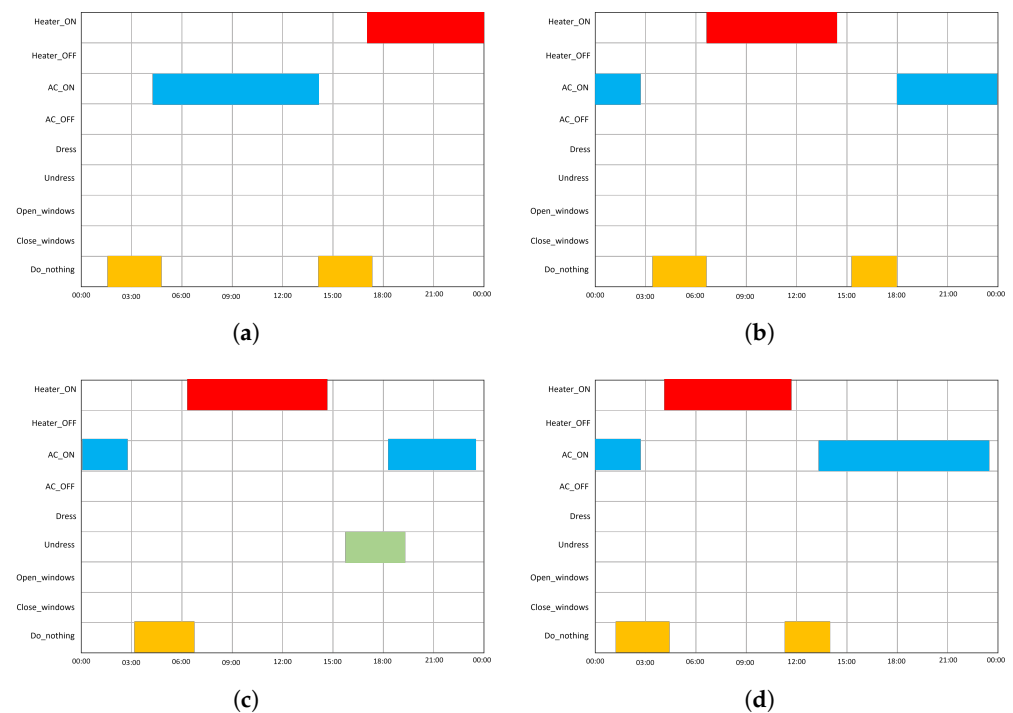 Heater_ON
Heater_OFF
AC_ON
AC_OFF
Dress
Undress
Open_windows
Close_windows
Do_nothing
00:00 03:00 06:00 09:00 12:00 15:00 18:00 21:00 00:00
(a)
Heater_ON
Heater_OFF
AC_ON
AC_OFF
Dress
Undress
Open_windows
Close_windows
Do_nothing
00:00 03:00 06:00 09:00 12:00 15:00 18:00 21:00 00:00
(b)
Heater_ON
Heater_OFF
AC_ON
AC_OFF
Dress
Undress
Open_windows
Close_windows
Do_nothing
00:00 03:00 06:00 09:00 12:00 15:00 18:00 21:00 00:00
(c)
Heater_ON
Heater_OFF
AC_ON
AC_OFF
Dress
Undress
Open_windows
Close_windows
Do_nothing
00:00 03:00 06:00 09:00 12:00 15:00 18:00 21:00 00:00
(d)